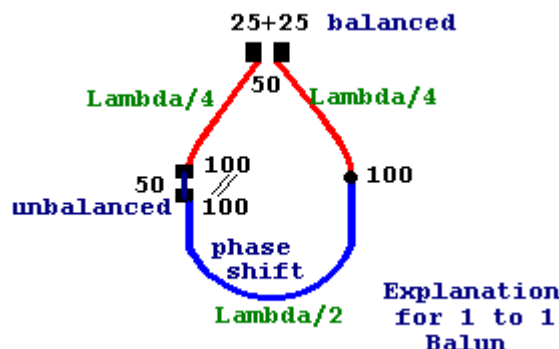 25+25 balanced
50
Lambda/4 Lambda/4
100
50 // 100
unbalanced 100
phase
shift
Lambda/2
Explanation
for 1 to 1
Balun